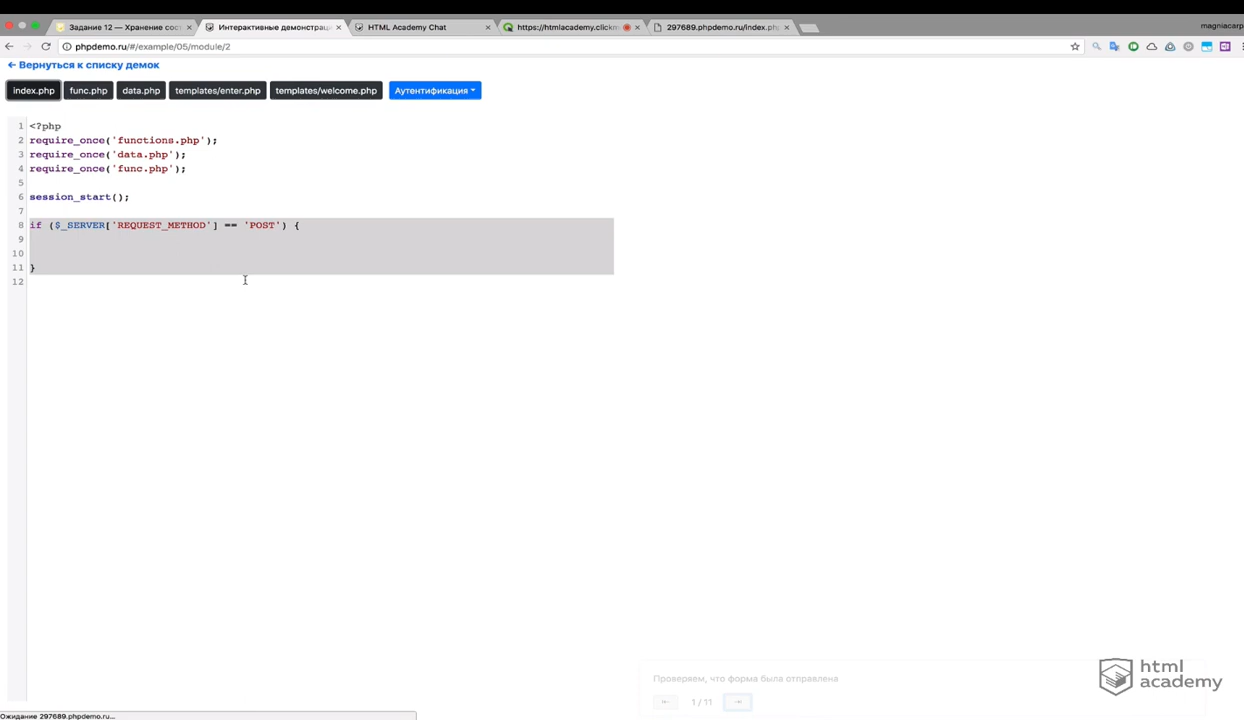 Задание 12 — Хранение сост
Интерактивные демонстрац
HTML Academy Chat
https://htmlacademy.clickm
297689.phpdemo.ru/index.ph
magniacarp
phpdemo.ru/#/example/05/module/2
← Вернуться к списку демок
index.php
func.php
data.php
templates/enter.php
templates/welcome.php
Аутентификация
1 <?php
2 require_once('functions.php');
3 require_once('data.php');
4 require_once('func.php');
5
6 session_start();
7
8 if ($_SERVER['REQUEST_METHOD'] == 'POST') {
9
10
11 }
12
Проверяем, что форма была отправлена
1 / 11
html
academy
Ожидание 297689.phpdemo.ru...